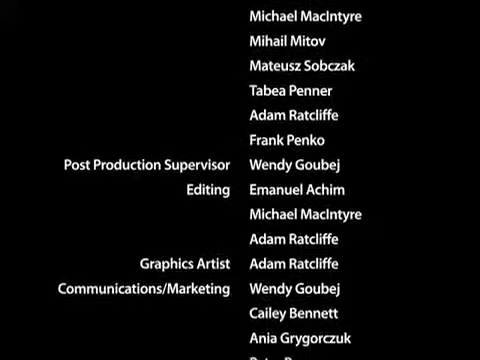 Michael MacIntyre
Mihail Mitov
Mateusz Sobczak
Tabea Penner
Adam Ratcliffe
Frank Penko
Post Production Supervisor Wendy Goubej
Editing Emanuel Achim
Michael MacIntyre
Adam Ratcliffe
Graphics Artist Adam Ratcliffe
Communications/Marketing Wendy Goubej
Cailey Bennett
Ania Grygorczuk